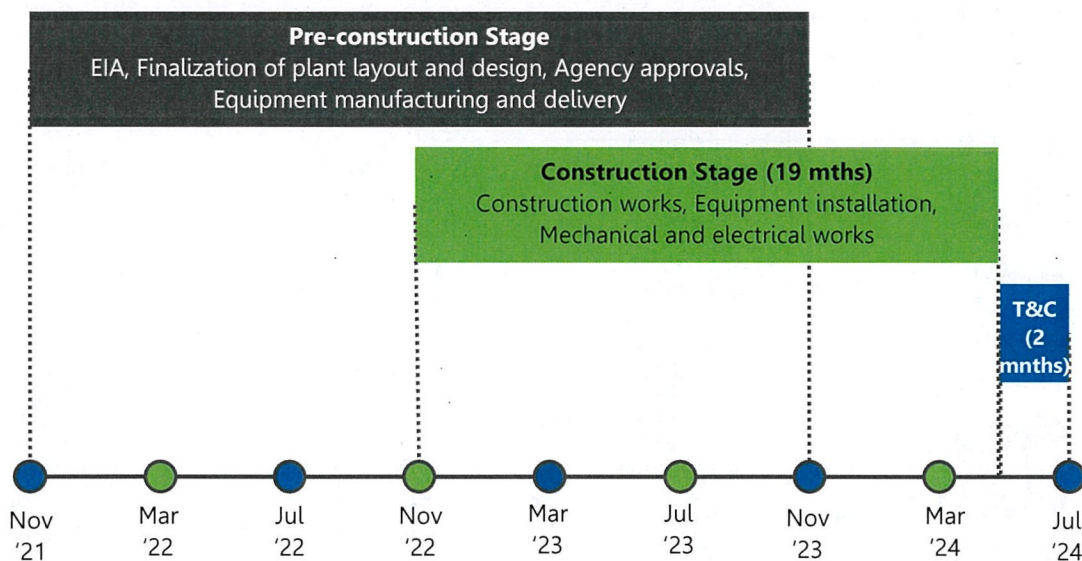 Pre-construction Stage
EIA, Finalization of plant layout and design, Agency approvals,
Equipment manufacturing and delivery
Construction Stage (19 mths)
Construction works, Equipment installation,
Mechanical and electrical works
T&C
(2
mnths)
Nov
'21
Mar
'22
Jul
'22
Nov
'22
Mar
'23
Jul
'23
Nov
'23
Mar
'24
Jul
'24